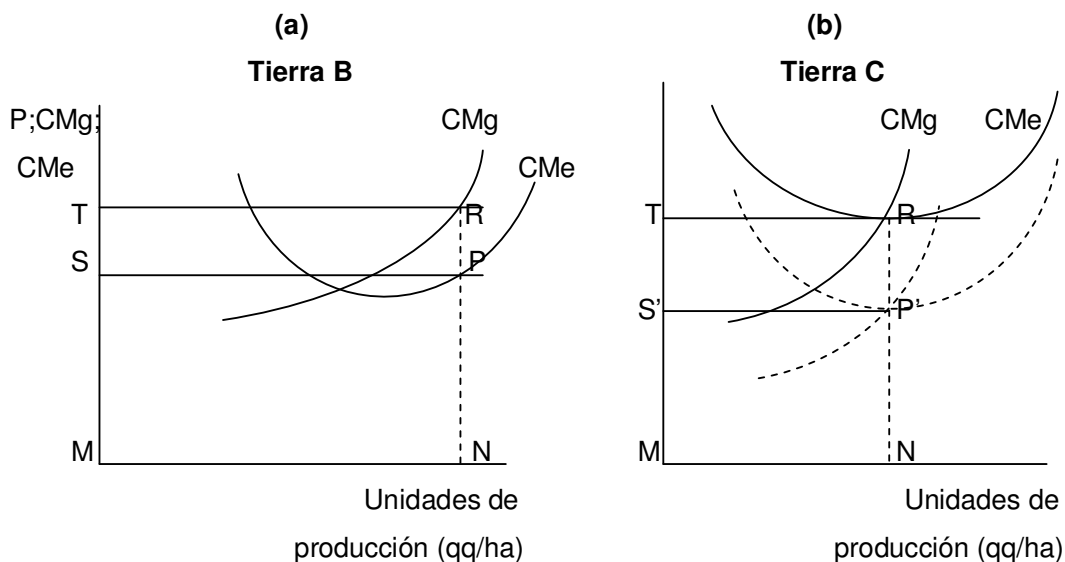 (a)
Tierra B
P;CMg;
CMe
CMg
CMe
T
R
S
P
M
N
Unidades de
producción (qq/ha)
(b)
Tierra C
CMg
CMe
T
R
S'
P'
M
N
Unidades de
producción (qq/ha)